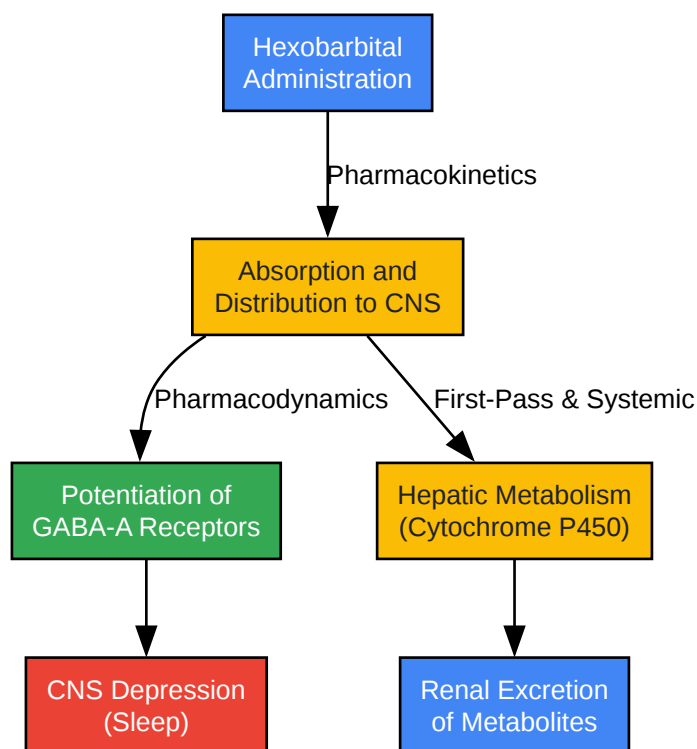 Hexobarbital
Administration
Pharmacokinetics
Absorption and
Distribution to CNS
Pharmacodynamics
First-Pass & Systemic
Potentiation of
GABA-A Receptors
Hepatic Metabolism
(Cytochrome P450)
CNS Depression
(Sleep)
Renal Excretion
of Metabolites